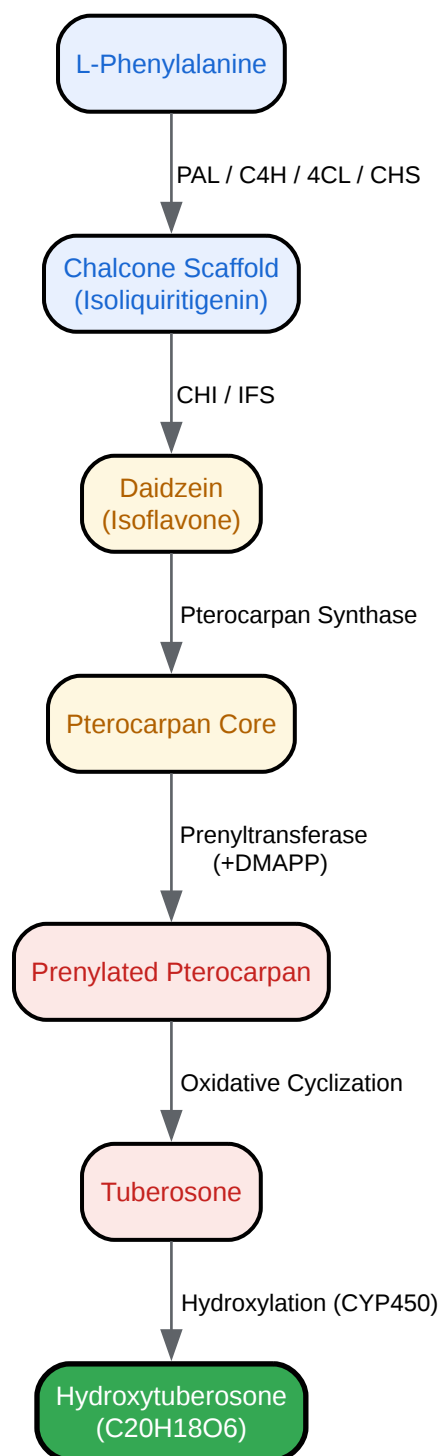 L-Phenylalanine
PAL / C4H / 4CL / CHS
Chalcone Scaffold
(Isoliquiritigenin)
CHI / IFS
Daidzein
(Isoflavone)
Pterocarpan Synthase
Pterocarpan Core
Prenyltransferase
(+DMAPP)
Prenylated Pterocarpan
Oxidative Cyclization
Tuberosone
Hydroxylation (CYP450)
Hydroxytuberosone
(C20H18O6)